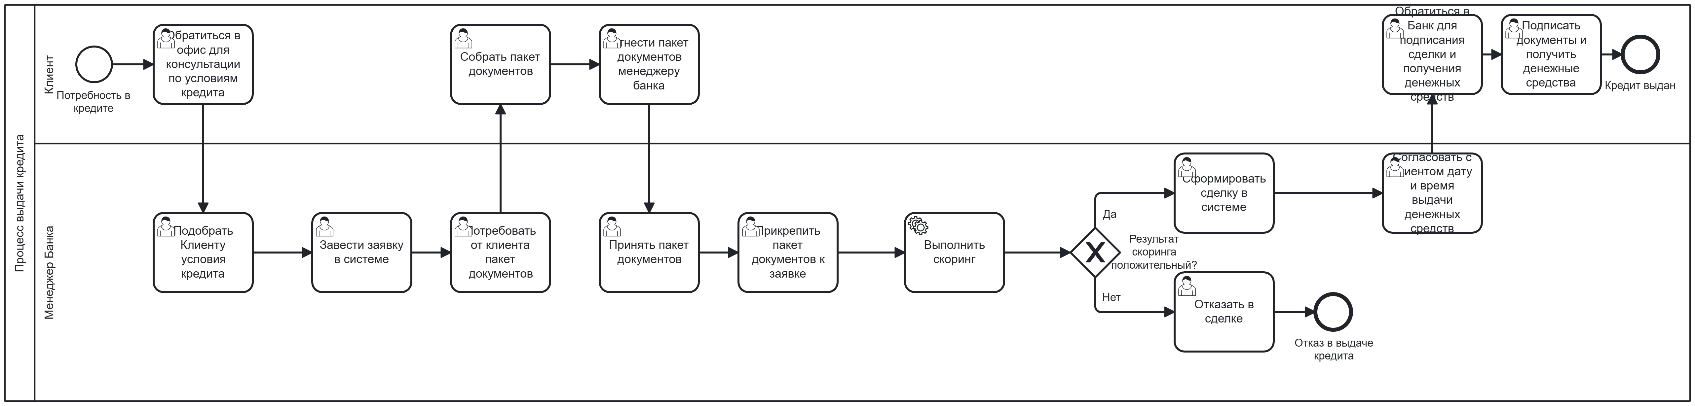 Процесс выдачи кредита
Клиент
Потребность в
кредите
Обратиться в
офис для
консультации
по условиям
кредита
Собрать пакет
документов
тнести пакет
документов
менеджеру
банка
Обратиться в
Банк для
подписания
сделки и
получения
денежных
средств
Подписать
документы и
получить
денежные
средства
Кредит выдан
Менеджер Банка
Подобрать
Клиенту
условия
кредита
Завести заявку
в системе
Потребовать
от клиента
пакет
документов
Принять пакет
документов
Прикрепить
пакет
документов к
заявке
Выполнить
скоринг
Да
Результат
скоринга
положительный?
Нет
Сформировать
сделку в
системе
Согласовать с
иентом дату
и время
выдачи
денежных
средств
Отказать в
сделке
Отказ в выдаче
кредита